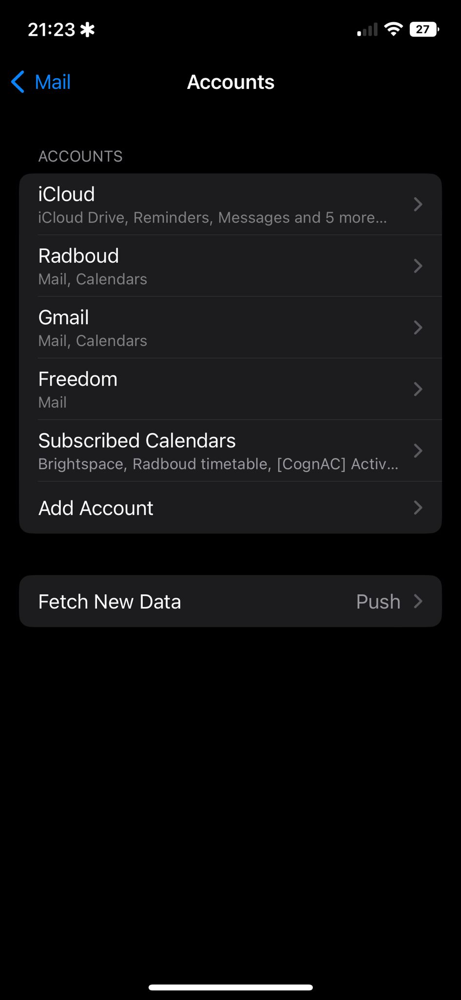 21:23 ✱
27
Mail
Accounts
ACCOUNTS
iCloud
iCloud Drive, Reminders, Messages and 5 more...
Radboud
Mail, Calendars
Gmail
Mail, Calendars
Freedom
Mail
Subscribed Calendars
Brightspace, Radboud timetable, [CognAC] Activ...
Add Account
Fetch New Data
Push